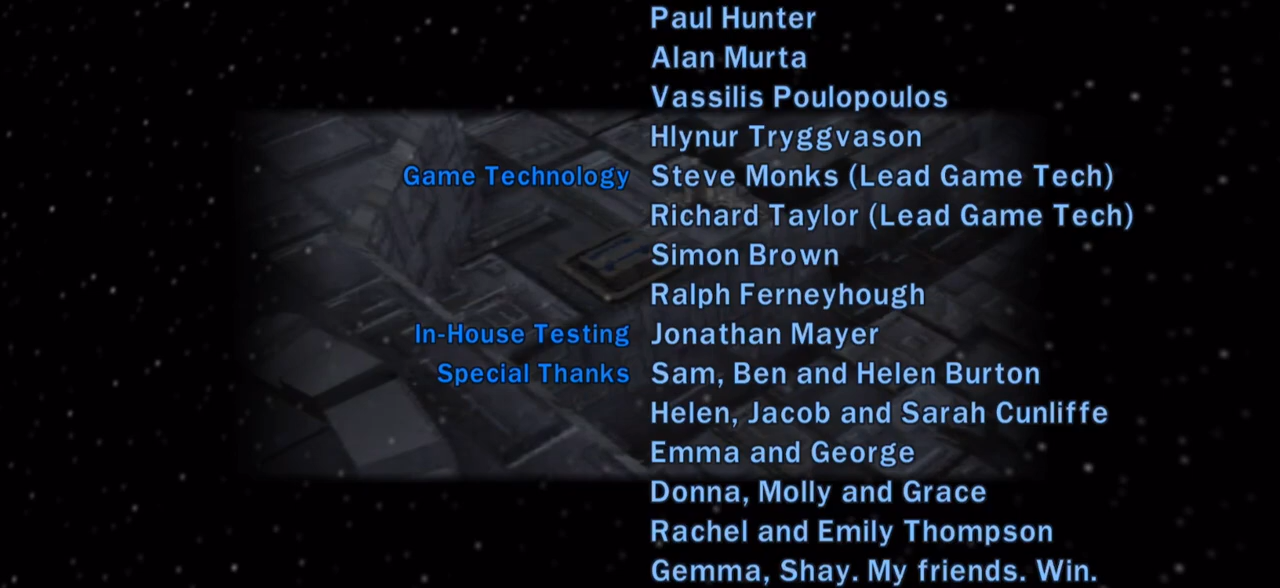 Paul Hunter
Alan Murta
Vassilis Poulopoulos
Hlynur Tryggvason
Game Technology Steve Monks (Lead Game Tech)
Richard Taylor (Lead Game Tech)
Simon Brown
Ralph Ferneyhough
In-House Testing Jonathan Mayer
Special Thanks Sam, Ben and Helen Burton
Helen, Jacob and Sarah Cunliffe
Emma and George
Donna, Molly and Grace
Rachel and Emily Thompson
Gemma, Shay. My friends. Win.